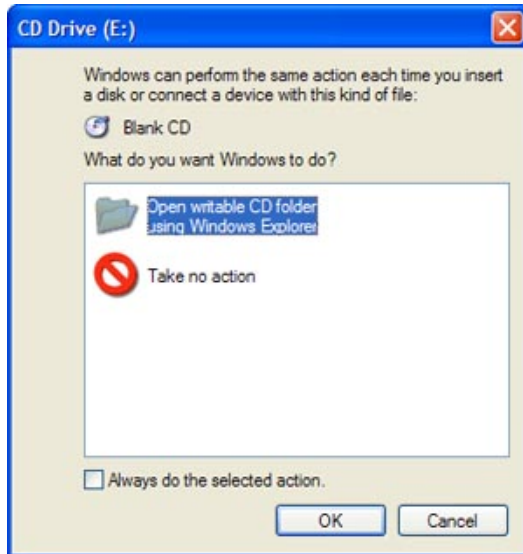 CD Drive (E:)
Windows can perform the same action each time you insert
a disk or connect a device with this kind of file:
Blank CD
What do you want Windows to do?
Open writable CD folder
using Windows Explorer
Take no action
Always do the selected action.
OK
Cancel